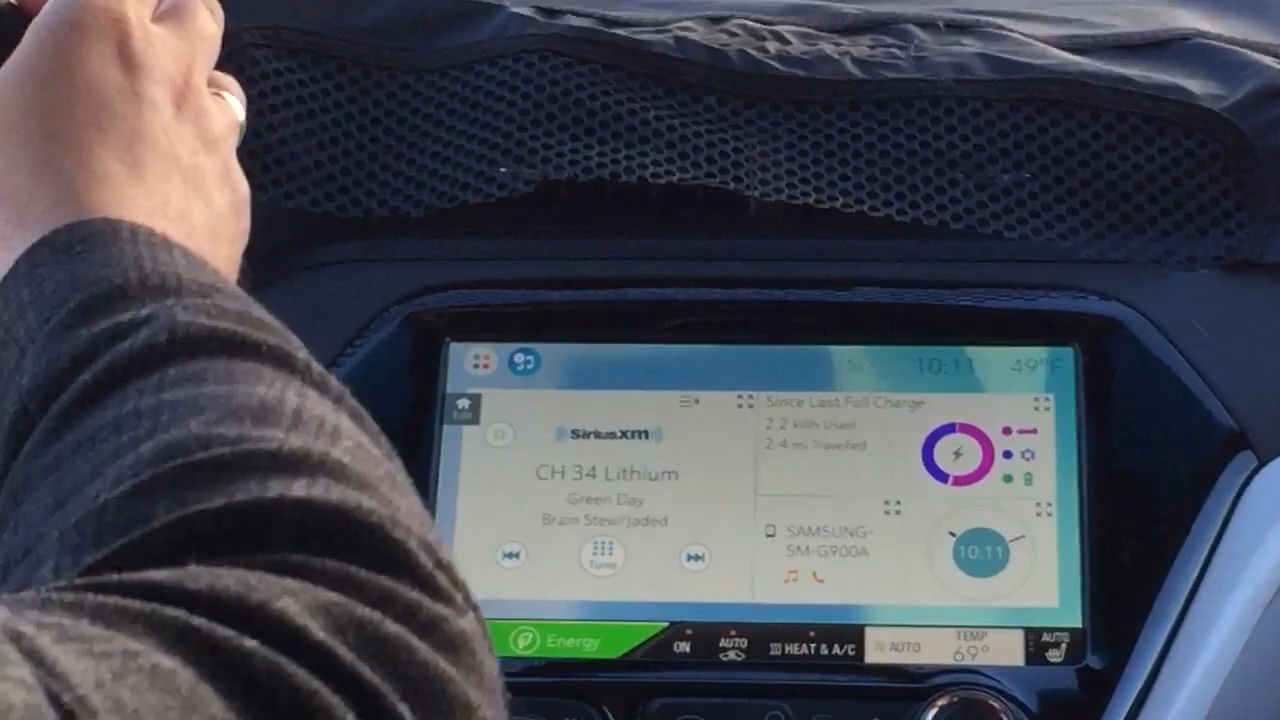 10:11 49°F
Edit
SiriusXM
CH 34 Lithium
Green Day
Brain Stew/Jaded
Tune
Since Last Full Charge
2.2 kWh Used
2.4 mi Travelled
SAMSUNG-
SM-G900A
10:11
Energy
ON
AUTO
HEAT & A/C
AUTO
TEMP
69°
AUTO